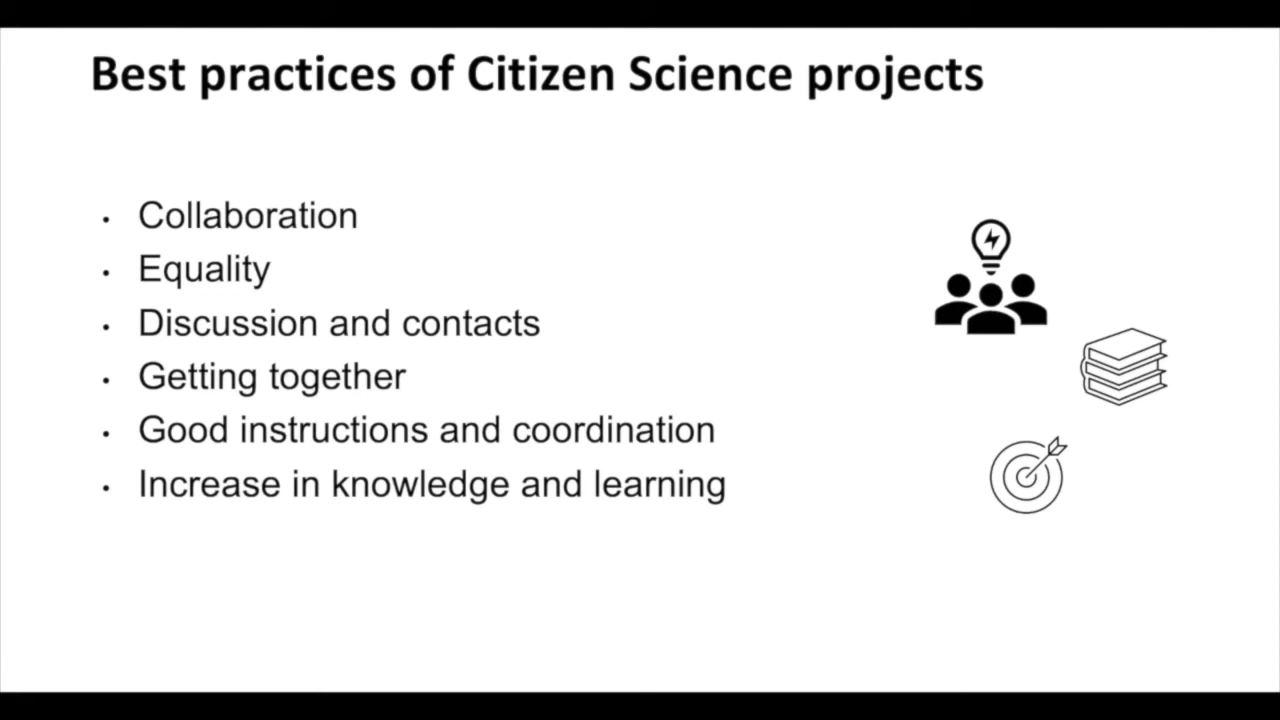 Best practices of Citizen Science projects
• Collaboration
• Equality
• Discussion and contacts
• Getting together
• Good instructions and coordination
• Increase in knowledge and learning